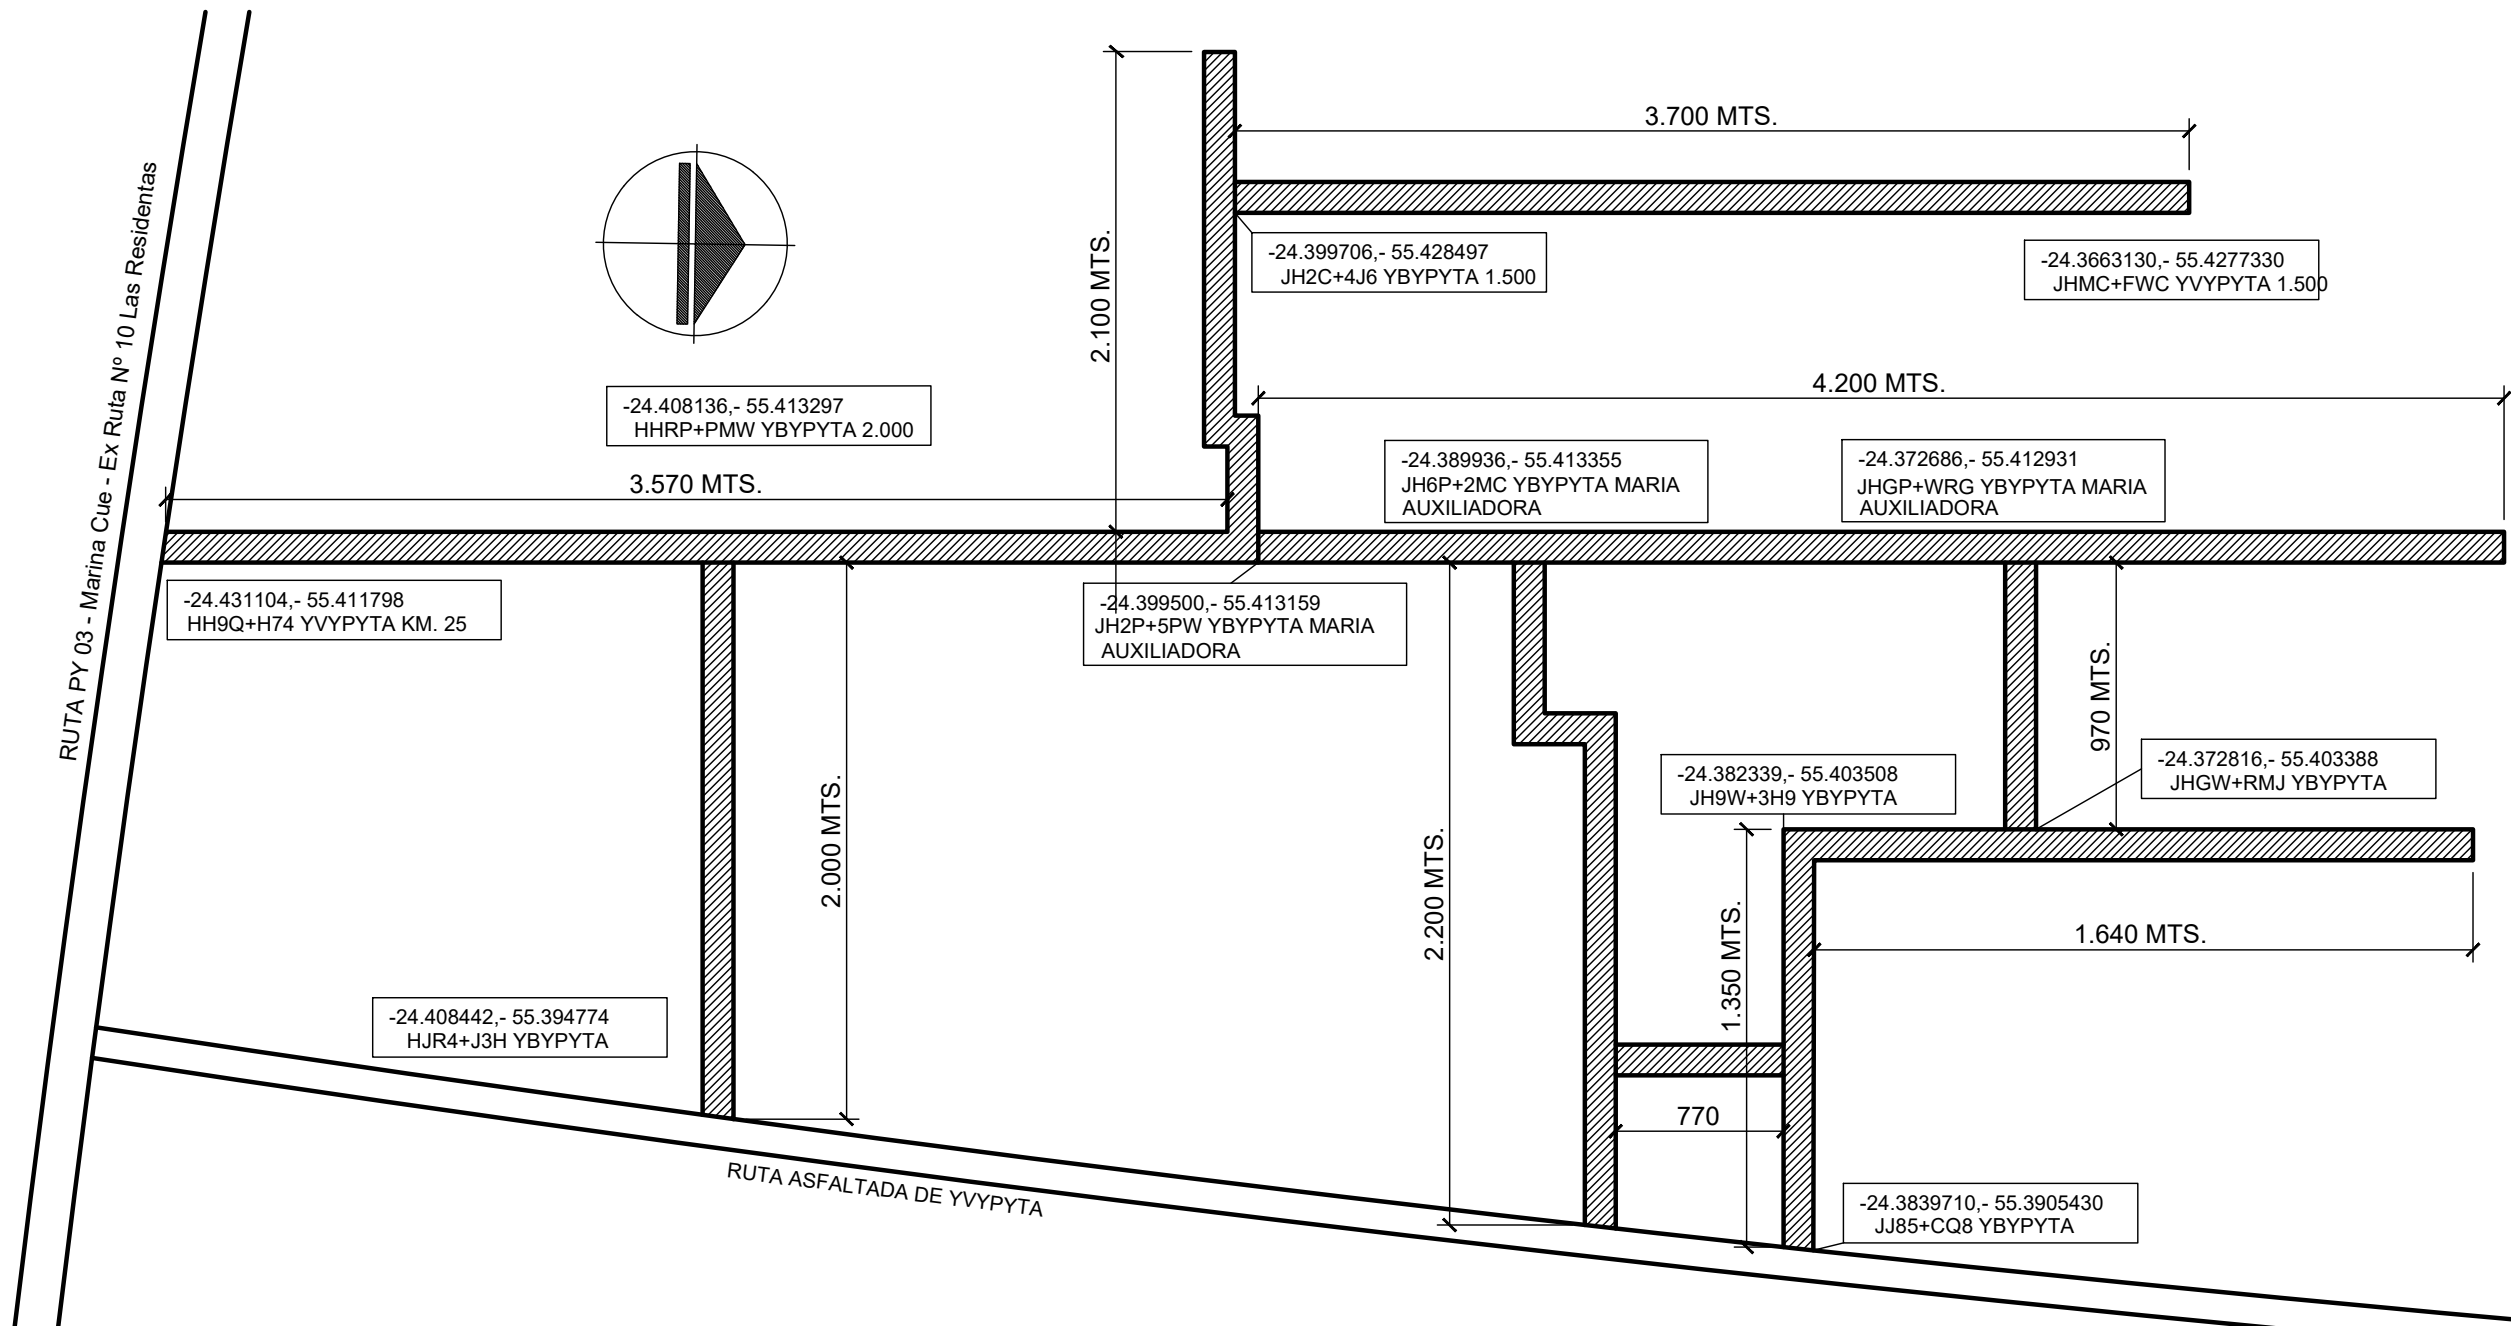 3.700 MTS.
2.100 MTS.
-24.399706,- 55.428497
JH2C+4J6 YBYPYTA 1.500
-24.3663130,- 55.4277330
JHMC+FWC YVYPYTA 1.500
RUTA PY 03 - Marina Cue - Ex Ruta Nº 10 Las Residentas
4.200 MTS.
-24.408136,- 55.413297
HHRP+PMW YBYPYTA 2.000
3.570 MTS.
-24.389936,- 55.413355
JH6P+2MC YBYPYTA MARIA
AUXILIADORA
-24.372686,- 55.412931
JHGP+WRG YBYPYTA MARIA
AUXILIADORA
-24.431104,- 55.411798
HH9Q+H74 YVYPYTA KM. 25
-24.399500,- 55.413159
JH2P+5PW YBYPYTA MARIA
AUXILIADORA
970 MTS.
2.000 MTS.
2.200 MTS.
-24.382339,- 55.403508
JH9W+3H9 YBYPYTA
-24.372816,- 55.403388
JHGW+RMJ YBYPYTA
1.350 MTS.
1.640 MTS.
-24.408442,- 55.394774
HJR4+J3H YBYPYTA
770
RUTA ASFALTADA DE YVYPYTA
-24.3839710,- 55.3905430
JJ85+CQ8 YBYPYTA